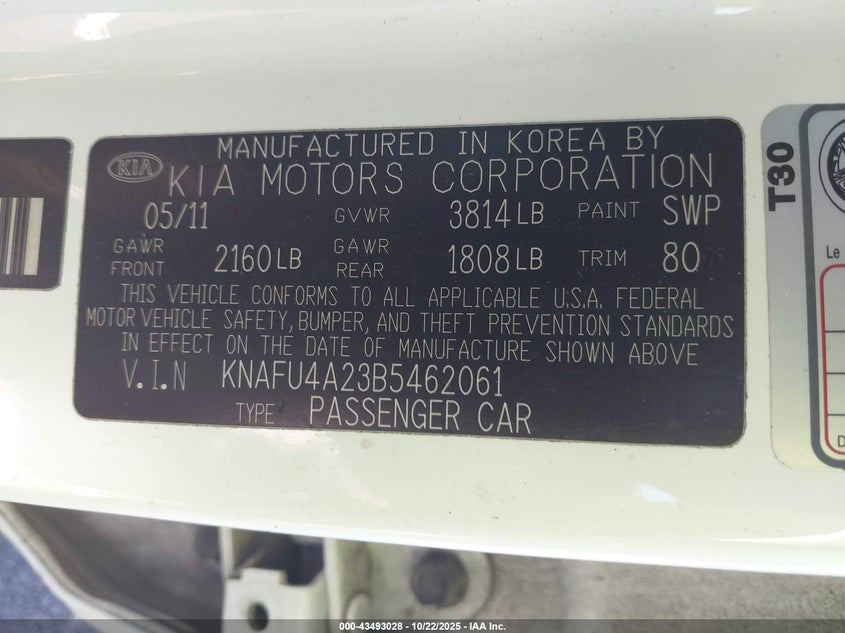 MANUFACTURED IN KOREA BY
KIA KIA MOTORS CORPORATION
05/11 GVWR 3814LB PAINT SWP
GAWR FRONT 2160LB GAWR REAR 1808LB TRIM 80
THIS VEHICLE CONFORMS TO ALL APPLICABLE U.S.A. FEDERAL
MOTOR VEHICLE SAFETY, BUMPER, AND THEFT PREVENTION STANDARDS
IN EFFECT ON THE DATE OF MANUFACTURE SHOWN ABOVE
V.I.N KNAFU4A23B5462061
TYPE PASSENGER CAR
T30
Le
D
000-43493028 - 10/22/2025 - IAA Inc.